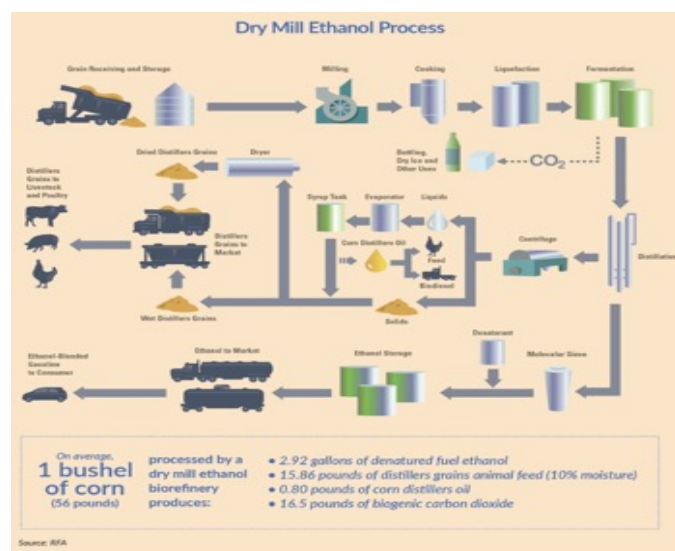 Dry Mill Ethanol Process
Grain Receiving and Storage
Milling
Cooking
Liquefaction
Fermentation
Bottling,
Dry Ice and
Other Uses
CO2
Dried Distillers Grains
Dryer
Distillers
Grains to
Livestock
and Poultry
Syrup Tank
Evaporator
Liquids
Distillers
Grains to
Market
Corn Distillers Oil
Feed
Biodiesel
Centrifuge
Distillation
Wet Distillers Grains
Solids
Denaturant
Ethanol-Blended
Gasoline
to Consumer
Ethanol to Market
Ethanol Storage
Molecular Sieve
On average,
1 bushel
of corn
(56 pounds)
processed by a
dry mill ethanol
biorefinery
produces:
• 2.92 gallons of denatured fuel ethanol
• 15.86 pounds of distillers grains animal feed (10% moisture)
• 0.80 pounds of corn distillers oil
• 16.5 pounds of biogenic carbon dioxide
Source: RFA